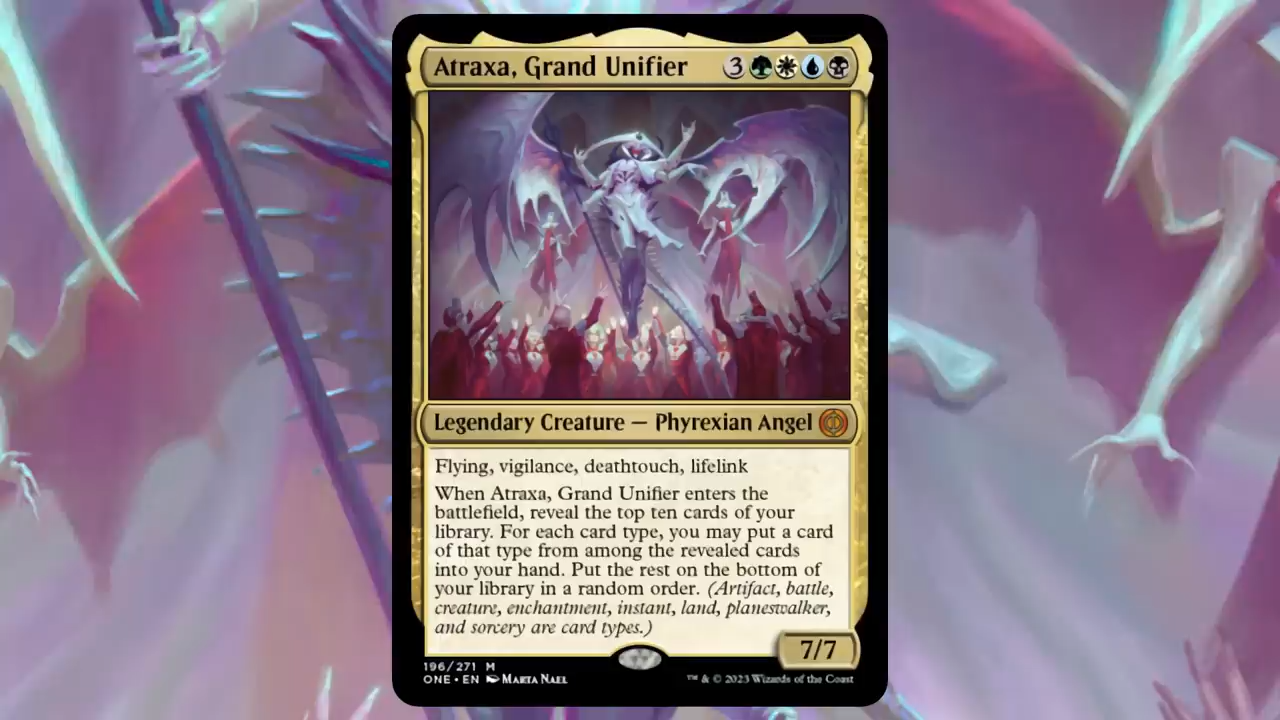 Atraxa, Grand Unifier 3
Legendary Creature — Phyrexian Angel
Flying, vigilance, deathtouch, lifelink
When Atraxa, Grand Unifier enters the
battlefield, reveal the top ten cards of your
library. For each card type, you may put a card
of that type from among the revealed cards
into your hand. Put the rest on the bottom of
your library in a random order. (Artifact, battle,
creature, enchantment, instant, land, planeswalker,
and sorcery are card types.)
7/7
196/271 M
ONE • EN Marta Nael
™ & © 2023 Wizards of the Coast